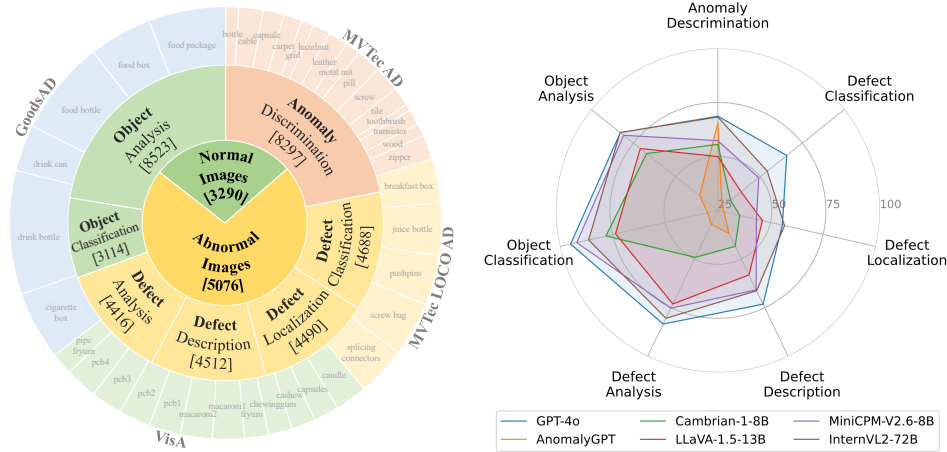 Normal
Images
[3290]
Abnormal
Images
[5076]
Anomaly
Discrimination
[8297]
Defect
Classification
[4688]
Defect
Localization
[4490]
Defect
Description
[4512]
Defect
Analysis
[4416]
Object
Classification
[3114]
Object
Analysis
[8523]
MVTec AD
bottle
cable
capsule
carpet
grid
hazelnut
leather
metal nut
pill
screw
tile
toothbrush
transistor
wood
zipper
MVTec LOCO AD
breakfast box
juice bottle
pushpins
screw bag
splicing
connectors
VisA
candle
capsules
cashew
chewinggum
fryum
macaroni1
macaroni2
pcb1
pcb2
pcb3
pcb4
pipe
fryum
GoodsAD
cigarette
box
drink bottle
drink can
food bottle
food box
food package
Anomaly
Descrimination
Defect
Classification
Defect
Localization
Defect
Description
Defect
Analysis
Object
Classification
Object
Analysis
25
50
75
100
GPT-4o
AnomalyGPT
Cambrian-1-8B
LLaVA-1.5-13B
MiniCPM-V2.6-8B
InternVL2-72B